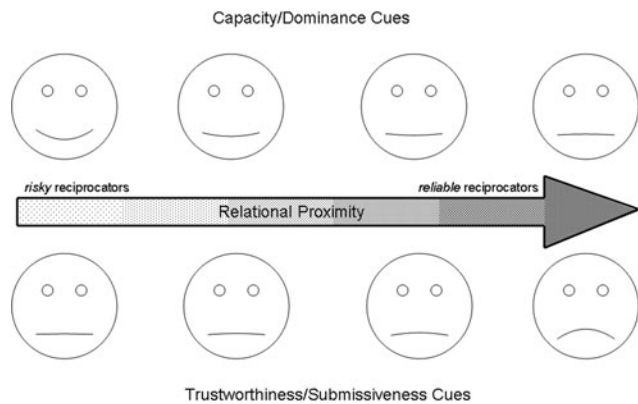 Capacity/Dominance Cues
risky reciprocators
reliable reciprocators
Relational Proximity
Trustworthiness/Submissiveness Cues